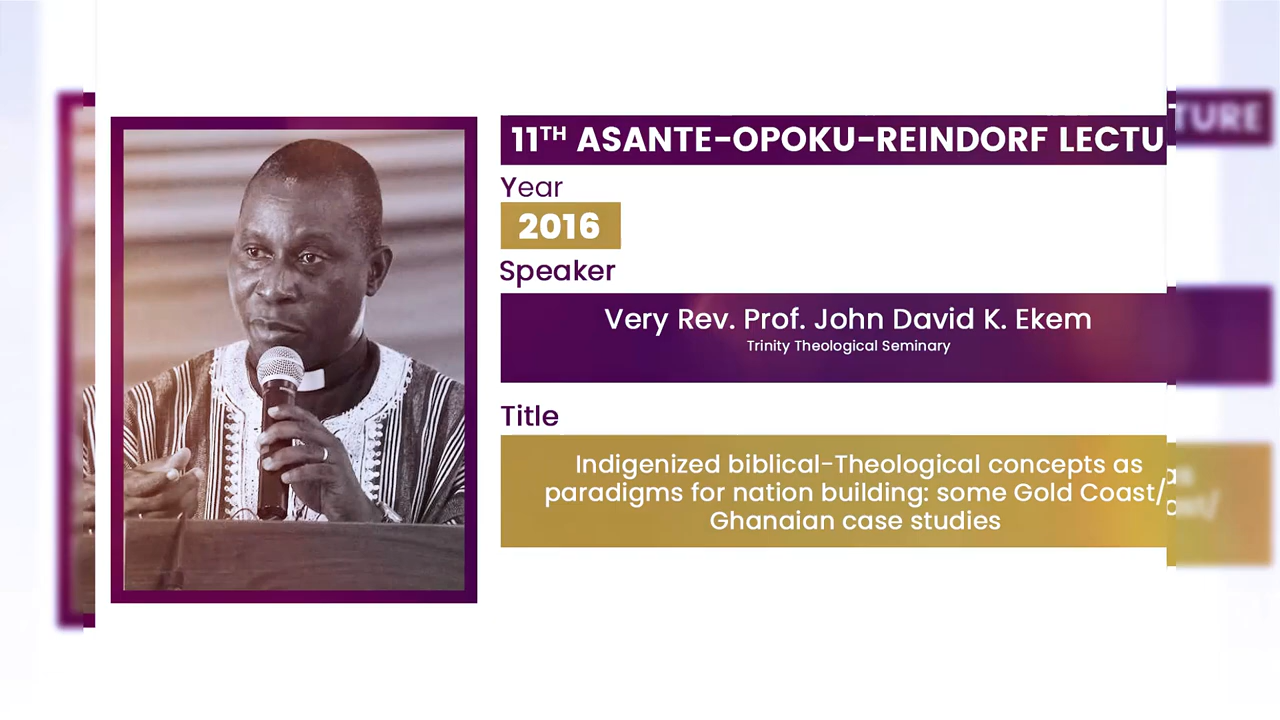 11TH ASANTE-OPOKU-REINDORF LECTU
TURE
Year
2016
Speaker
Very Rev. Prof. John David K. Ekem
Trinity Theological Seminary
Title
Indigenized biblical-Theological concepts as
paradigms for nation building: some Gold Coast/
Ghanaian case studies